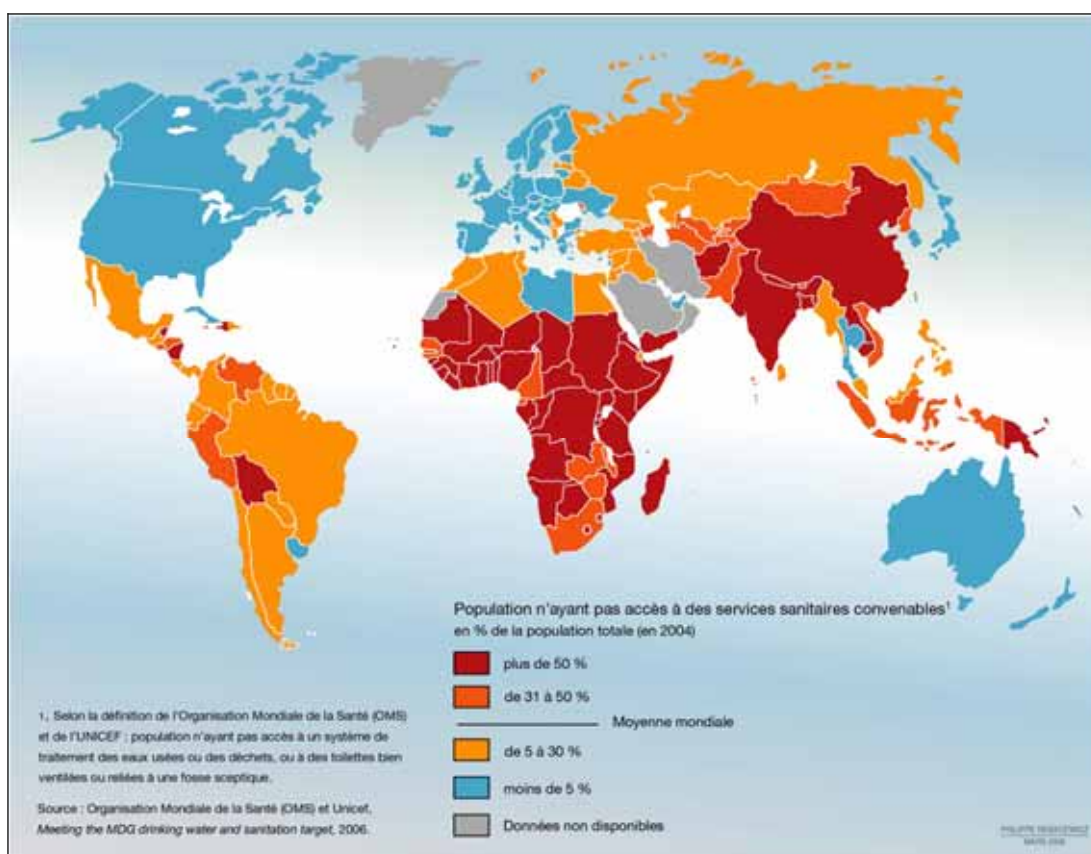 Population n'ayant pas accès à des services sanitaires convenables¹
en % de la population totale (en 2004)
plus de 50 %
de 31 à 50 %
Moyenne mondiale
de 5 à 30 %
moins de 5 %
Données non disponibles
1, Selon la définition de l'Organisation Mondiale de la Santé (OMS)
et de l'UNICEF : population n'ayant pas accès à un système de
traitement des eaux usées ou des déchets, ou à des toilettes bien
ventilées ou reliées à une fosse sceptique.
Source : Organisation Mondiale de la Santé (OMS) et Unicef,
Meeting the MDG drinking water and sanitation target, 2006.
PHILIPPE REKACEWICZ